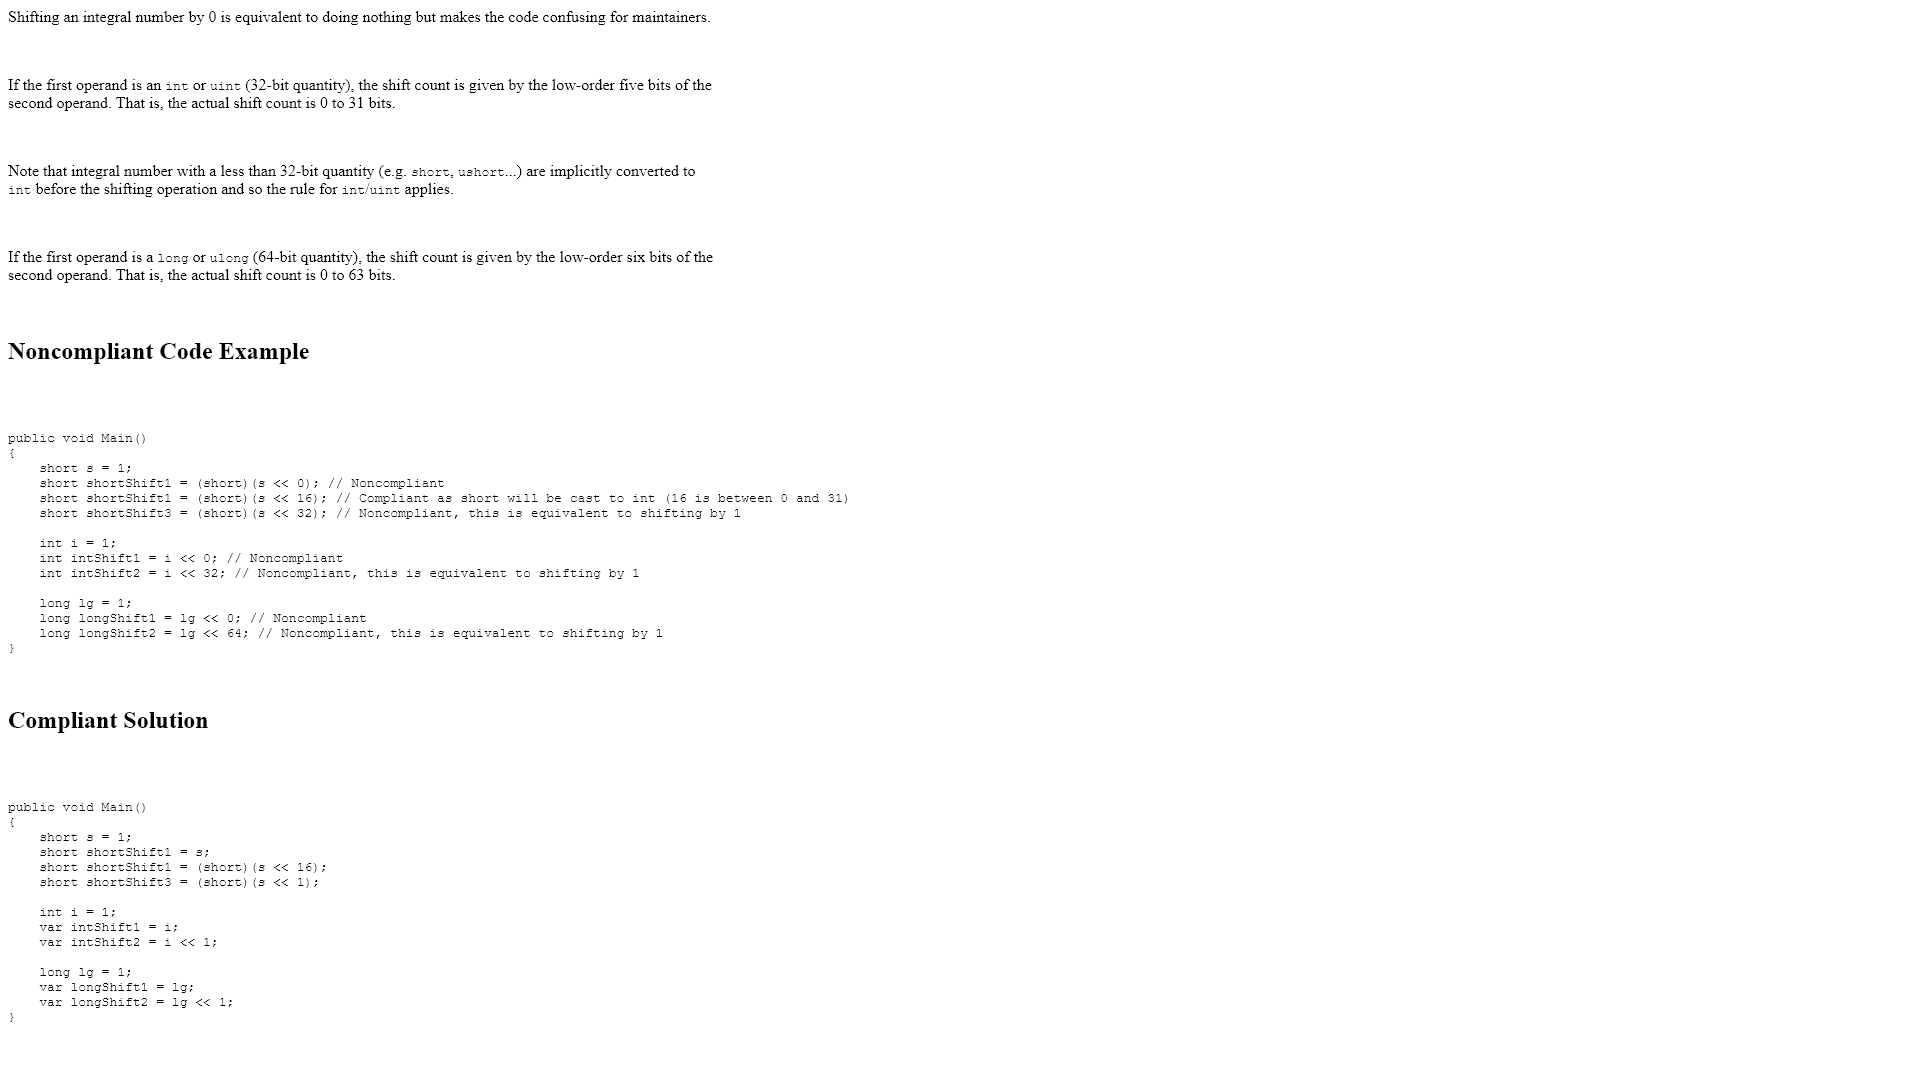 Shifting an integral number by 0 is equivalent to doing nothing but makes the code confusing for maintainers.
If the first operand is an int or uint (32-bit quantity), the shift count is given by the low-order five bits of the
second operand. That is, the actual shift count is 0 to 31 bits.
Note that integral number with a less than 32-bit quantity (e.g. short, ushort...) are implicitly converted to
int before the shifting operation and so the rule for int/uint applies.
If the first operand is a long or ulong (64-bit quantity), the shift count is given by the low-order six bits of the
second operand. That is, the actual shift count is 0 to 63 bits.
Noncompliant Code Example
public void Main()
{
    short s = 1;
    short shortShift1 = (short)(s << 0); // Noncompliant
    short shortShift1 = (short)(s << 16); // Compliant as short will be cast to int (16 is between 0 and 31)
    short shortShift3 = (short)(s << 32); // Noncompliant, this is equivalent to shifting by 1
    int i = 1;
    int intShift1 = i << 0; // Noncompliant
    int intShift2 = i << 32; // Noncompliant, this is equivalent to shifting by 1
    long lg = 1;
    long longShift1 = lg << 0; // Noncompliant
    long longShift2 = lg << 64; // Noncompliant, this is equivalent to shifting by 1
}
Compliant Solution
public void Main()
{
    short s = 1;
    short shortShift1 = s;
    short shortShift1 = (short)(s << 16);
    short shortShift3 = (short)(s << 1);
    int i = 1;
    var intShift1 = i;
    var intShift2 = i << 1;
    long lg = 1;
    var longShift1 = lg;
    var longShift2 = lg << 1;
}